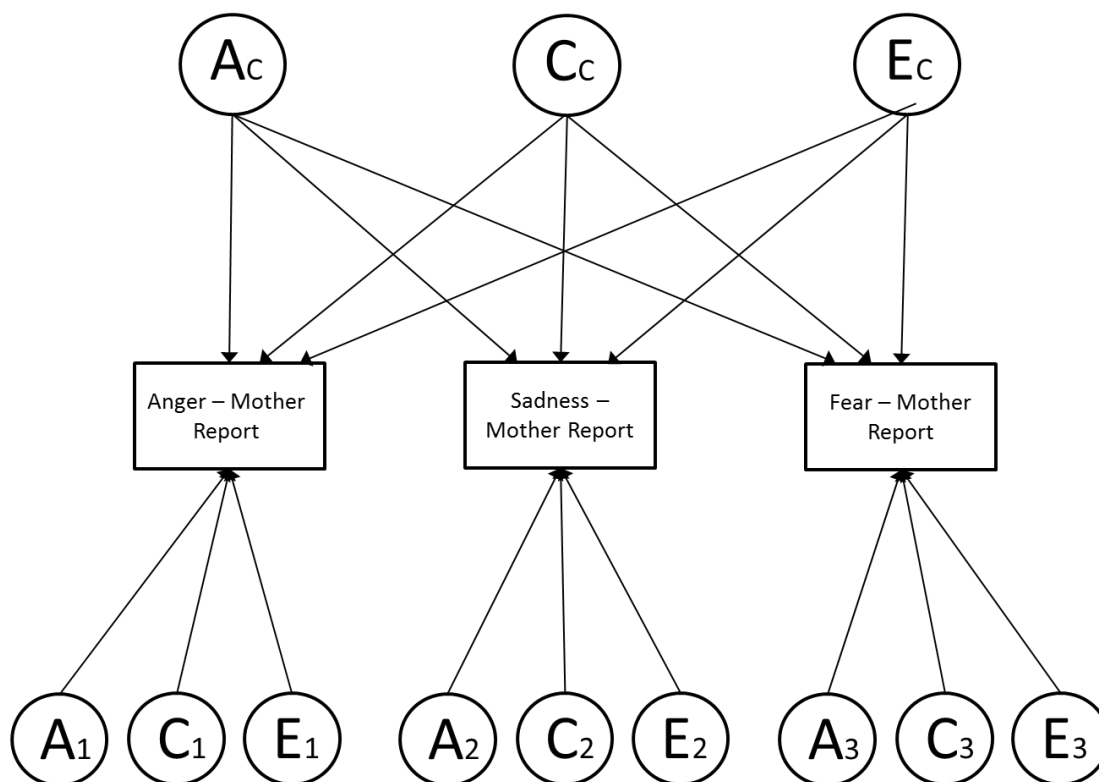 AC
CC
EC
Anger – Mother
Report
Sadness –
Mother Report
Fear – Mother
Report
A1
C1
E1
A2
C2
E2
A3
C3
E3